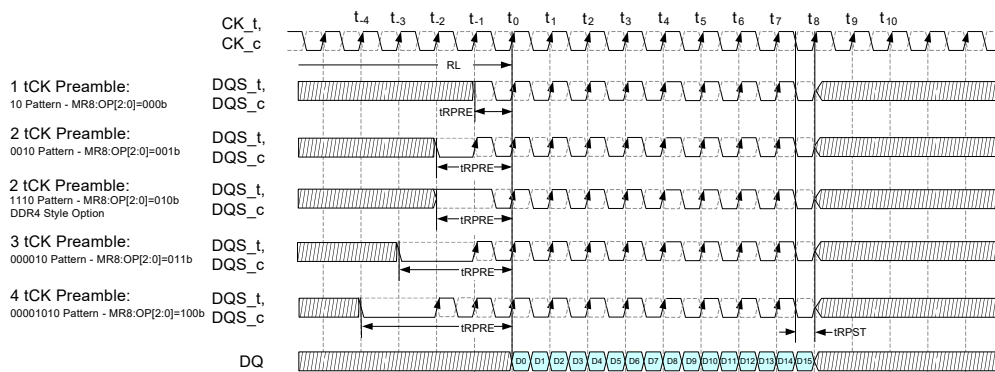 t-4 t-3 t-2 t-1 t0 t1 t2 t3 t4 t5 t6 t7 t8 t9 t10
CK_t,
CK_c
RL
1 tCK Preamble:
10 Pattern - MR8:OP[2:0]=000b
DQS_t,
DQS_c
tRPRE
2 tCK Preamble:
0010 Pattern - MR8:OP[2:0]=001b
DQS_t,
DQS_c
tRPRE
2 tCK Preamble:
1110 Pattern - MR8:OP[2:0]=010b
DDR4 Style Option
DQS_t,
DQS_c
tRPRE
3 tCK Preamble:
000010 Pattern - MR8:OP[2:0]=011b
DQS_t,
DQS_c
tRPRE
4 tCK Preamble:
00001010 Pattern - MR8:OP[2:0]=100b
DQS_t,
DQS_c
tRPRE
tRPST
DQ
D0 D1 D2 D3 D4 D5 D6 D7 D8 D9 D10 D11 D12 D13 D14 D15